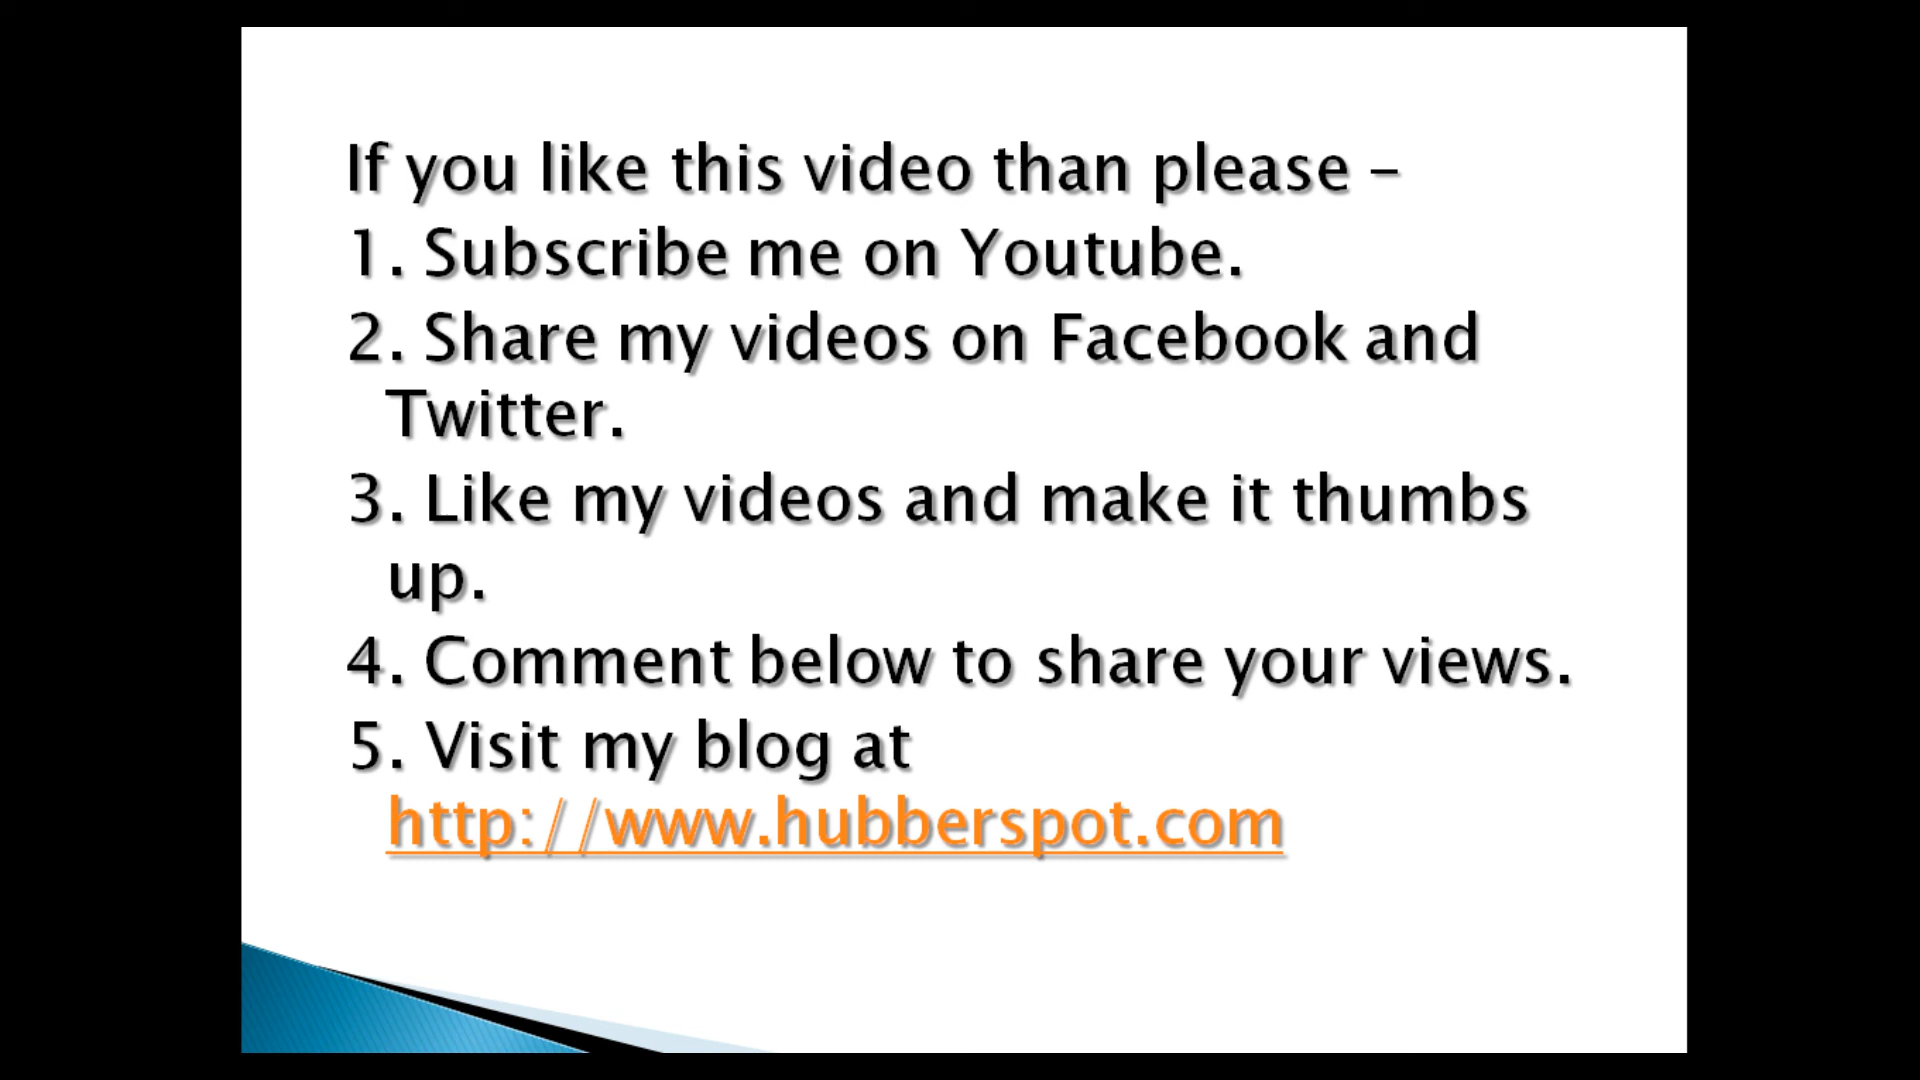 If you like this video than please –
1. Subscribe me on Youtube.
2. Share my videos on Facebook and
Twitter.
3. Like my videos and make it thumbs
up.
4. Comment below to share your views.
5. Visit my blog at
http://www.hubberspot.com